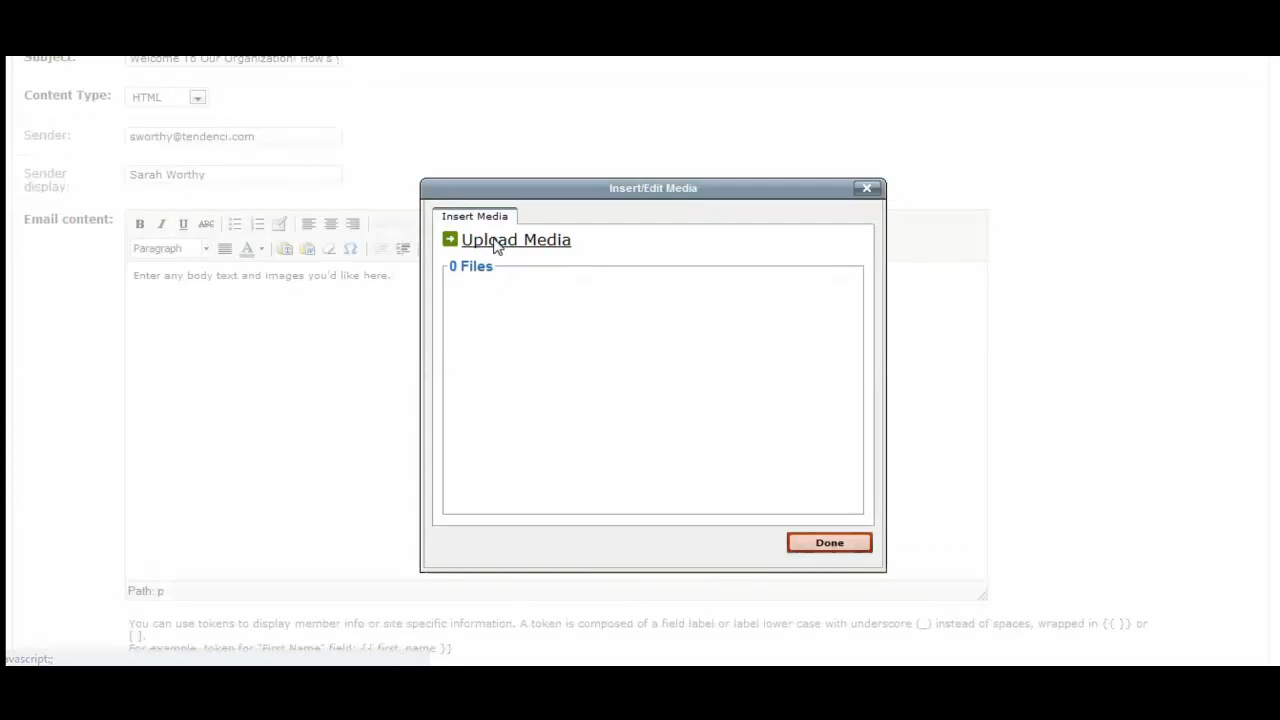 Subject:
Welcome To Our Organization! How's y
Content Type:
HTML
Sender:
sworthy@tendenci.com
Sender
display:
Sarah Worthy
Email content:
B I U ABC
Paragraph
A
Enter any body text and images you'd like here.
Insert/Edit Media
Insert Media
Upload Media
0 Files
Done
Path: p
You can use tokens to display member info or site specific information. A token is composed of a field label or label lower case with underscore (_) instead of spaces, wrapped in {{ }} or
[ ].
For example, token for "First Name" field: {{ first_name }}
avascript:;